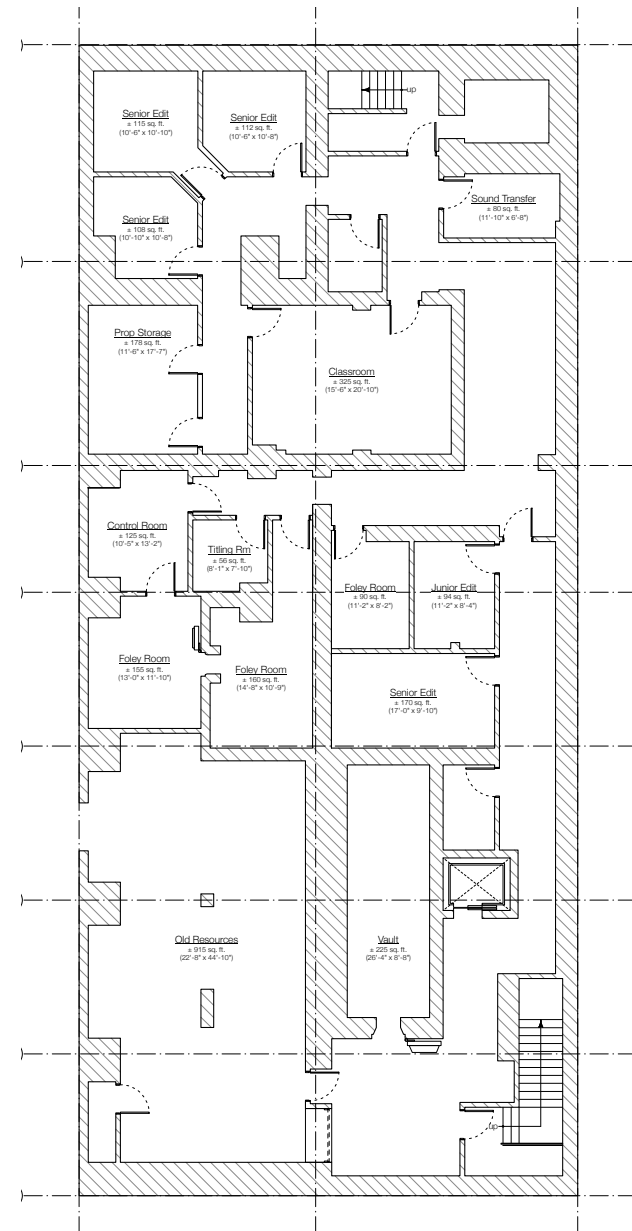 Senior Edit
± 115 sq. ft.
(10'-6" x 10'-10")
Senior Edit
± 112 sq. ft.
(10'-6" x 10'-8")
up
Senior Edit
± 108 sq. ft.
(10'-10" x 10'-8")
Sound Transfer
± 80 sq. ft.
(11'-10" x 6'-8")
Prop Storage
± 178 sq. ft.
(11'-6" x 17'-7")
Classroom
± 325 sq. ft.
(15'-6" x 20'-10")
Control Room
± 125 sq. ft.
(10'-5" x 13'-2")
Titling Rm
± 56 sq. ft.
(8'-1" x 7'-10")
Foley Room
± 90 sq. ft.
(11'-2" x 8'-2")
Junior Edit
± 94 sq. ft.
(11'-2" x 8'-4")
Foley Room
± 155 sq. ft.
(13'-0" x 11'-10")
Foley Room
± 160 sq. ft.
(14'-8" x 10'-9")
Senior Edit
± 170 sq. ft.
(17'-0" x 9'-10")
Old Resources
± 915 sq. ft.
(22'-8" x 44'-10")
Vault
± 225 sq. ft.
(26'-4" x 8'-8")
up